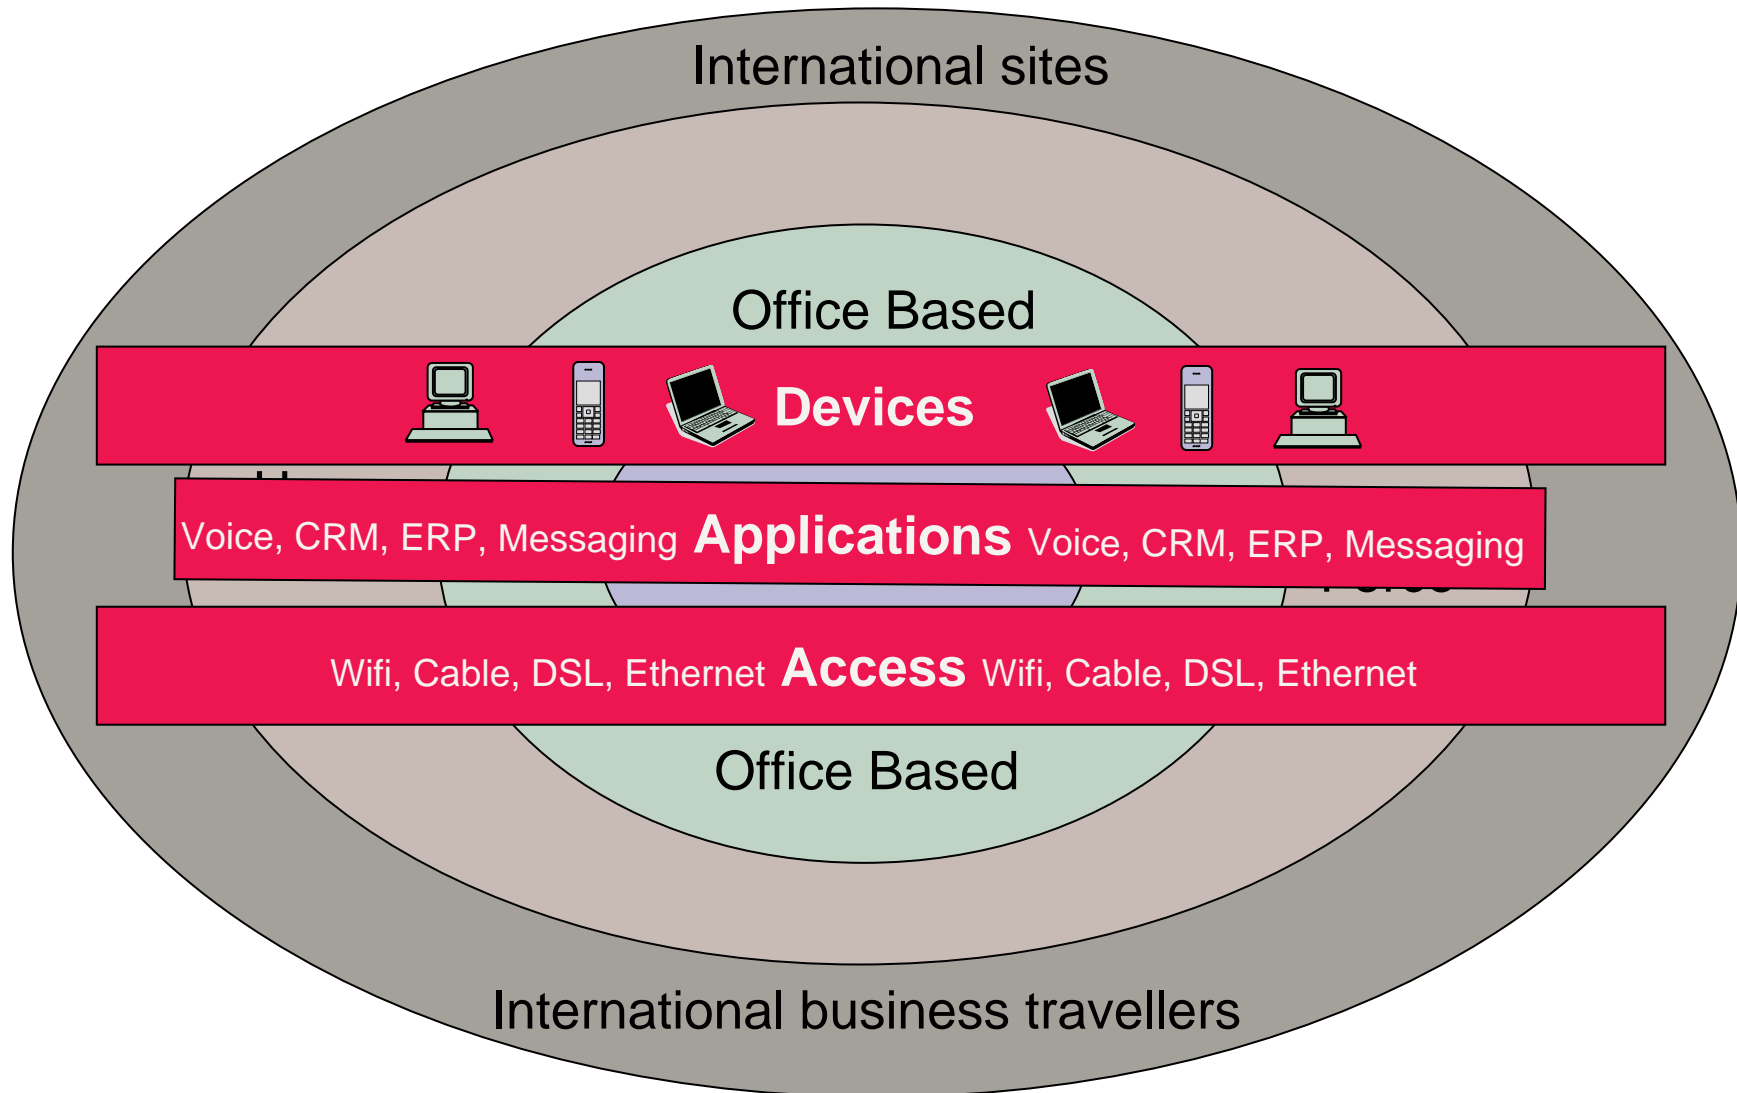 International sites
Office Based
Devices
Voice, CRM, ERP, Messaging Applications Voice, CRM, ERP, Messaging
Wifi, Cable, DSL, Ethernet Access Wifi, Cable, DSL, Ethernet
Office Based
International business travellers